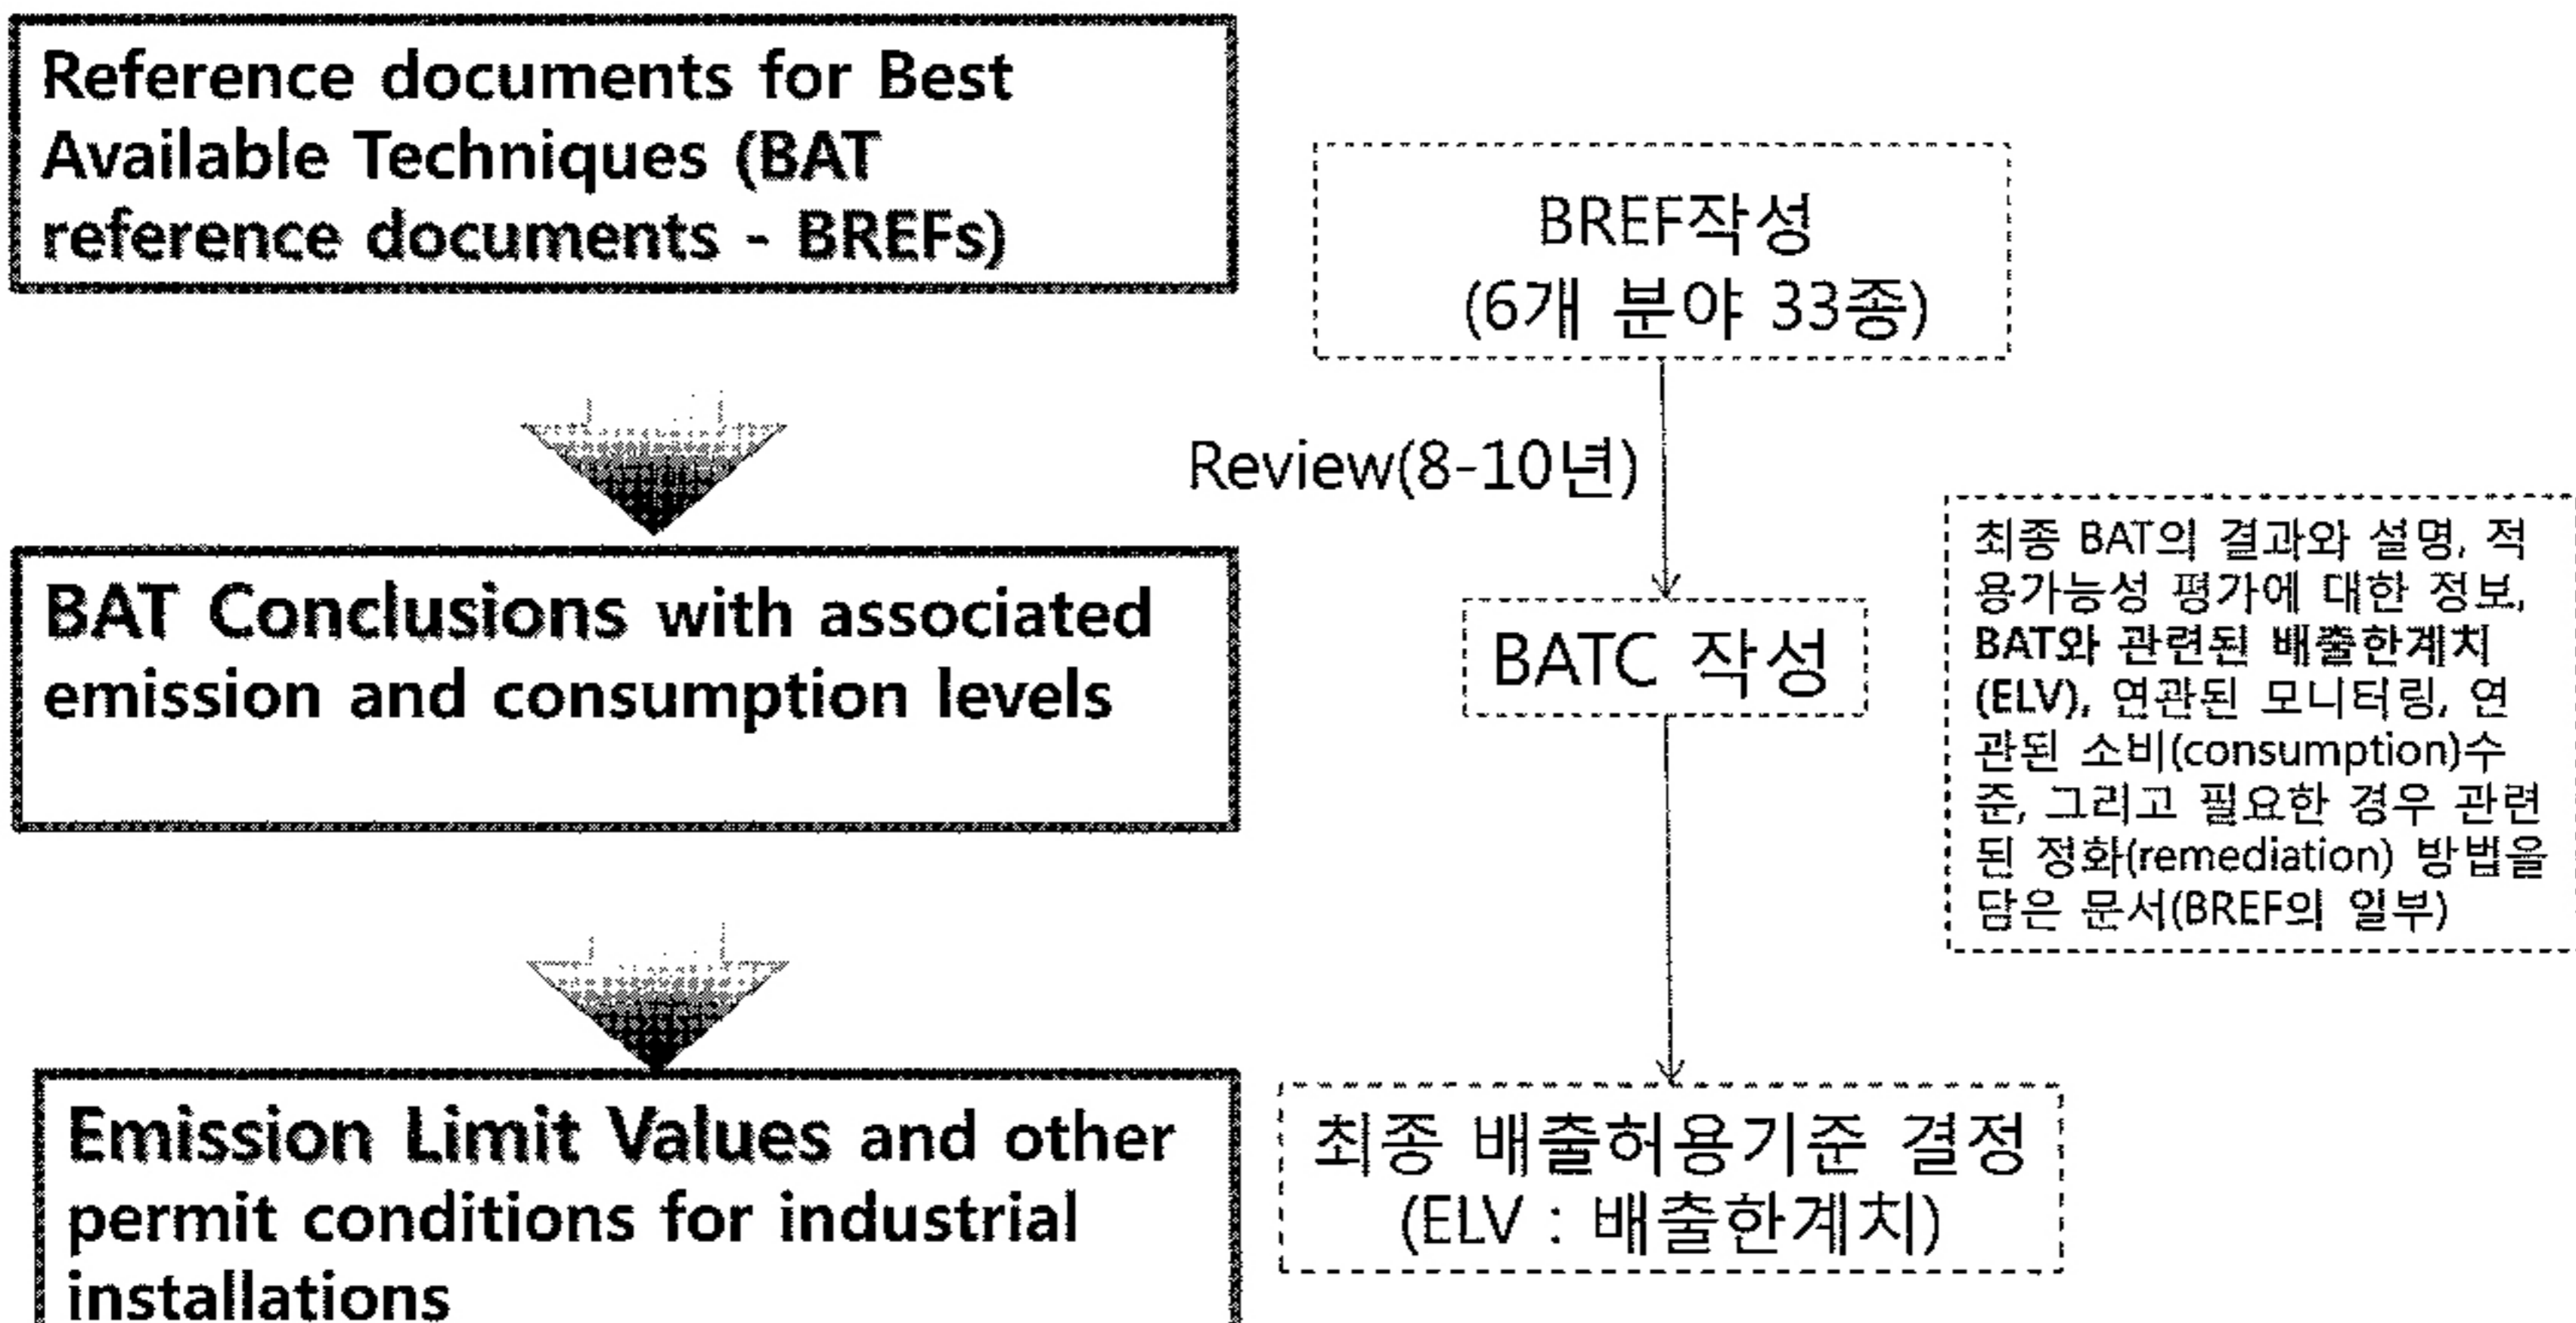 Reference documents for Best
Available Techniques (BAT
reference documents - BREFs)
BREF작성
(6개 분야 33종)
Review(8-10년)
BAT Conclusions with associated
emission and consumption levels
BATC 작성
최종 BAT의 결과와 설명, 적
용가능성 평가에 대한 정보,
BAT와 관련된 배출한계치
(ELV), 연관된 모니터링, 연
관된 소비(consumption)수
준, 그리고 필요한 경우 관련
된 정화(remediation) 방법을
담은 문서(BREF의 일부)
Emission Limit Values and other
permit conditions for industrial
installations
최종 배출허용기준 결정
(ELV : 배출한계치)